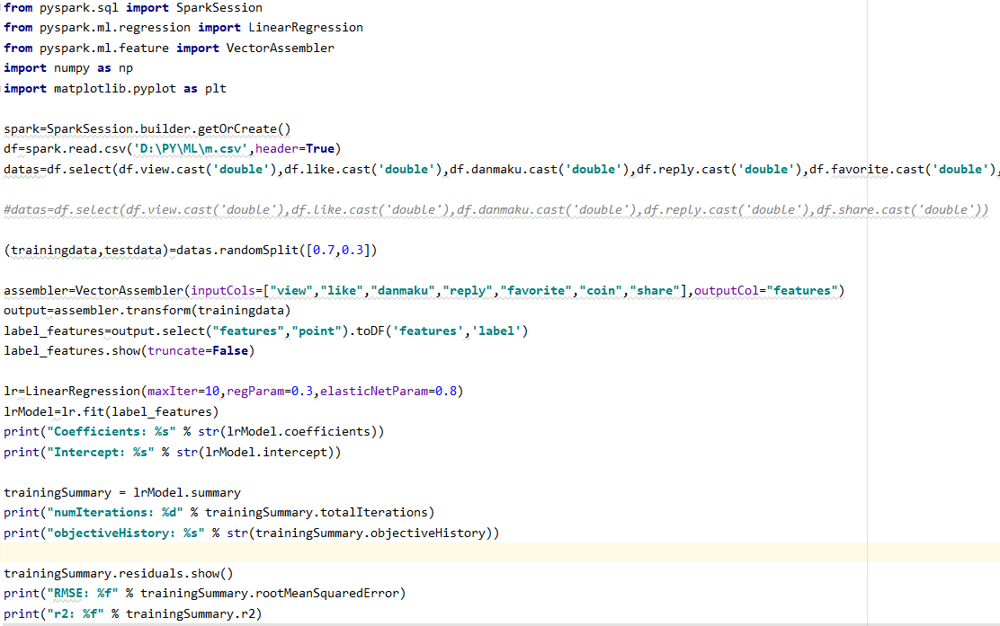 from pyspark.sql import SparkSession
from pyspark.ml.regression import LinearRegression
from pyspark.ml.feature import VectorAssembler
import numpy as np
import matplotlib.pyplot as plt
spark=SparkSession.builder.getOrCreate()
df=spark.read.csv('D:\PY\ML\m.csv',header=True)
datas=df.select(df.view.cast('double'),df.like.cast('double'),df.danmaku.cast('double'),df.reply.cast('double'),df.favorite.cast('double'),
#datas=df.select(df.view.cast('double'),df.like.cast('double'),df.danmaku.cast('double'),df.reply.cast('double'),df.share.cast('double'))
(trainingdata,testdata)=datas.randomSplit([0.7,0.3])
assembler=VectorAssembler(inputCols=["view","like","danmaku","reply","favorite","coin","share"],outputCol="features")
output=assembler.transform(trainingdata)
label_features=output.select("features","point").toDF('features','label')
label_features.show(truncate=False)
lr=LinearRegression(maxIter=10,regParam=0.3,elasticNetParam=0.8)
lrModel=lr.fit(label_features)
print("Coefficients: %s" % str(lrModel.coefficients))
print("Intercept: %s" % str(lrModel.intercept))
trainingSummary = lrModel.summary
print("numIterations: %d" % trainingSummary.totalIterations)
print("objectiveHistory: %s" % str(trainingSummary.objectiveHistory))
trainingSummary.residuals.show()
print("RMSE: %f" % trainingSummary.rootMeanSquaredError)
print("r2: %f" % trainingSummary.r2)